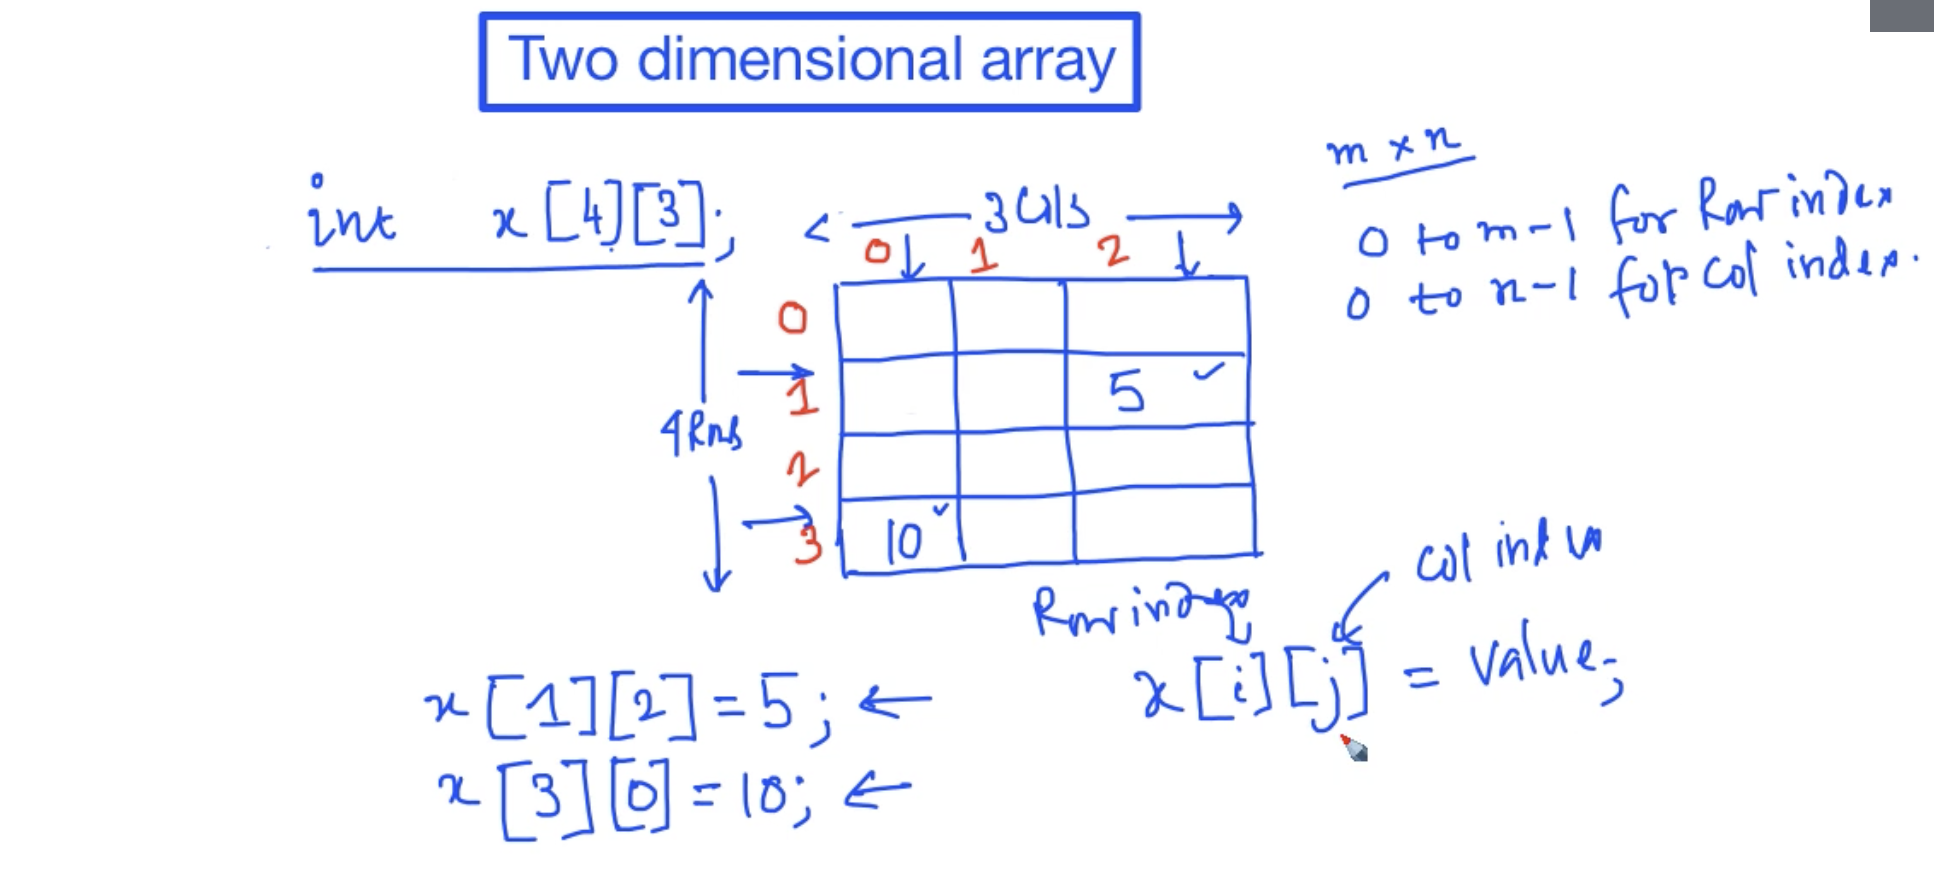 Two dimensional array
int x[4][3];
3 Cols
m × n
0 to m-1 for Row index
0 to n-1 for col index.
0 1 2
0
1 5
4 Rows
2
3 10
Row index
col index
x[i][j] = value;
x[1][2] = 5;
x[3][0] = 10;